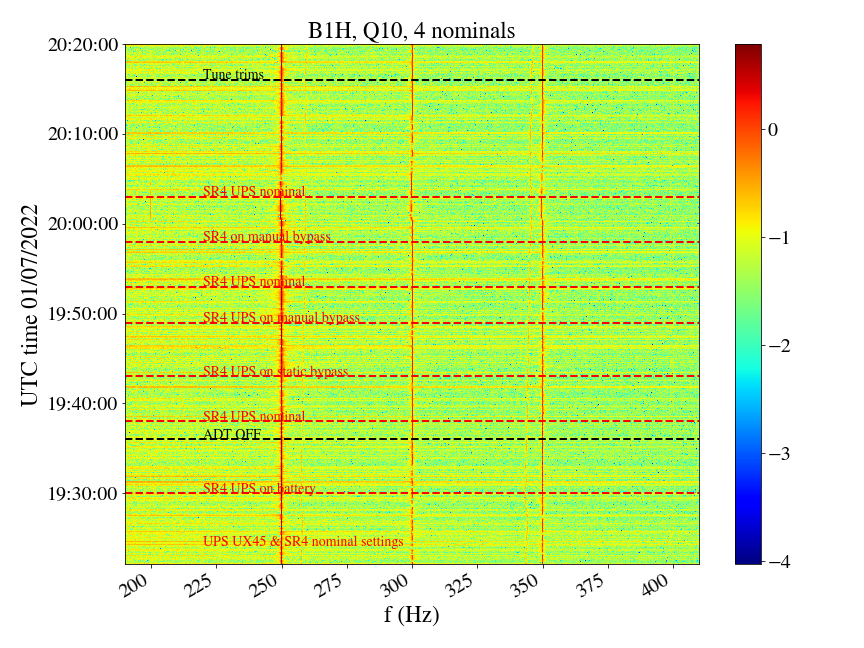 B1H, Q10, 4 nominals
20:20:00
Tune trims
0
20:10:00
SR4 UPS nominal
20:00:00
SR4 on manual bypass
−1
SR4 UPS nominal
19:50:00
SR4 UPS on manual bypass
−2
SR4 UPS on static bypass
19:40:00
SR4 UPS nominal
ADT OFF
−3
19:30:00
SR4 UPS on battery
UPS UX45 & SR4 nominal settings
−4
UTC time 01/07/2022
200 225 250 275 300 325 350 375 400
f (Hz)